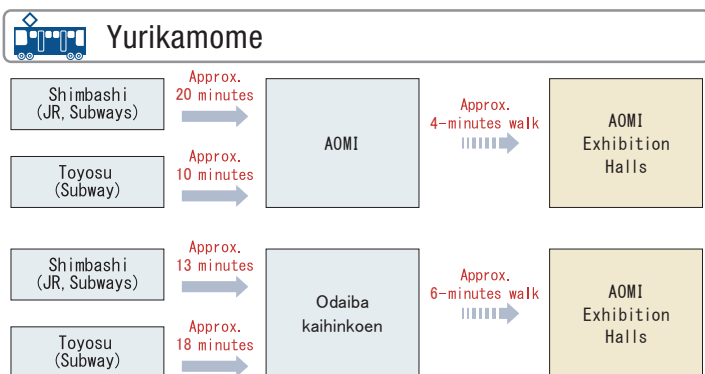 Yurikamome
Shimbashi
(JR, Subways)
Approx.
20 minutes
Toyosu
(Subway)
Approx.
10 minutes
AOMI
Approx.
4-minutes walk
AOMI
Exhibition
Halls
Shimbashi
(JR, Subways)
Approx.
13 minutes
Toyosu
(Subway)
Approx.
18 minutes
Odaiba
kaihinkoen
Approx.
6-minutes walk
AOMI
Exhibition
Halls